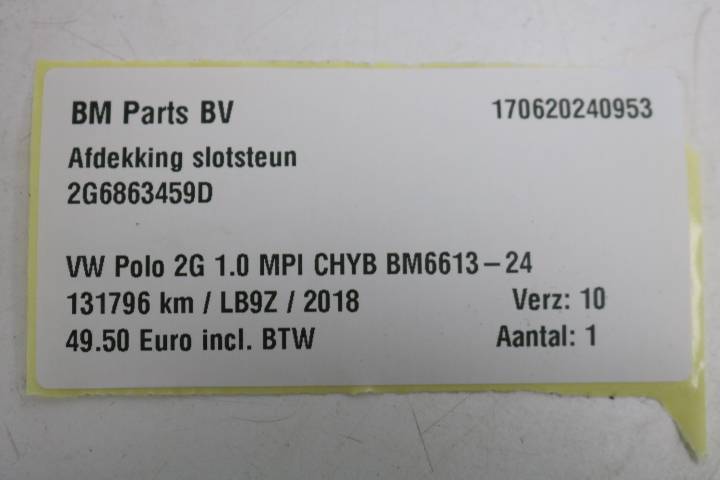 BM Parts BV 170620240953
Afdekking slotsteun
2G6863459D
VW Polo 2G 1.0 MPI CHYB BM6613-24
131796 km / LB9Z / 2018 Verz: 10
49.50 Euro incl. BTW Aantal: 1